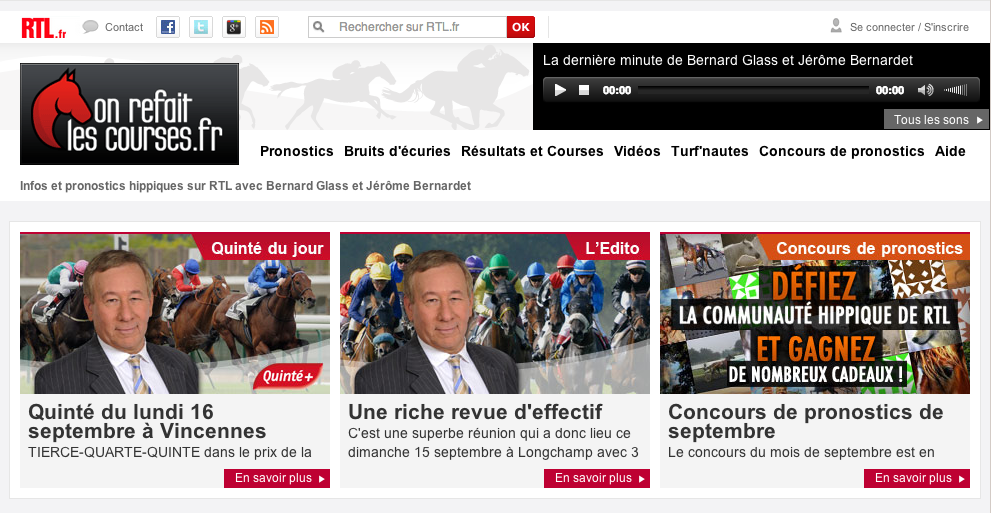 RTL.fr
Contact
Rechercher sur RTL.fr
OK
Se connecter / S'inscrire
on refait
les courses.fr
La dernière minute de Bernard Glass et Jérôme Bernardet
00:00
00:00
Tous les sons
Pronostics Bruits d'écuries Résultats et Courses Vidéos Turf'nautes Concours de pronostics Aide
Infos et pronostics hippiques sur RTL avec Bernard Glass et Jérôme Bernardet
Quinté du jour
Quinté+
Quinté du lundi 16
septembre à Vincennes
TIERCE-QUARTE-QUINTE dans le prix de la
En savoir plus
L'Edito
Une riche revue d'effectif
C'est une superbe réunion qui a donc lieu ce
dimanche 15 septembre à Longchamp avec 3
En savoir plus
Concours de pronostics
DÉFIEZ
LA COMMUNAUTÉ HIPPIQUE DE RTL
ET GAGNEZ
DE NOMBREUX CADEAUX !
Concours de pronostics de
septembre
Le concours du mois de septembre est en
En savoir plus